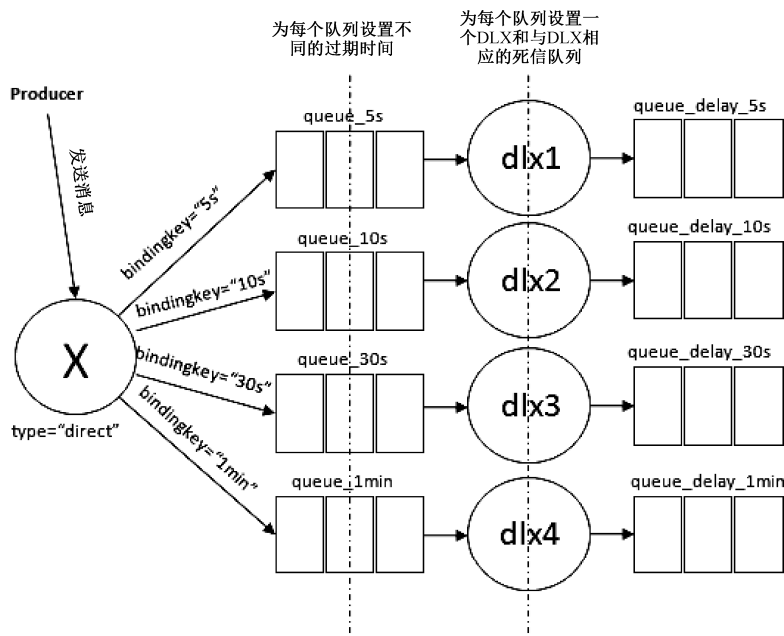 为每个队列设置不
同的过期时间
为每个队列设置一
个DLX和与DLX相
应的死信队列
Producer
发送消息
X
type=“direct”
bindingkey=“5s”
bindingkey=“10s”
bindingkey=“30s”
bindingkey=“1min”
queue_5s
dlx1
queue_delay_5s
queue_10s
dlx2
queue_delay_10s
queue_30s
dlx3
queue_delay_30s
queue_1min
dlx4
queue_delay_1min